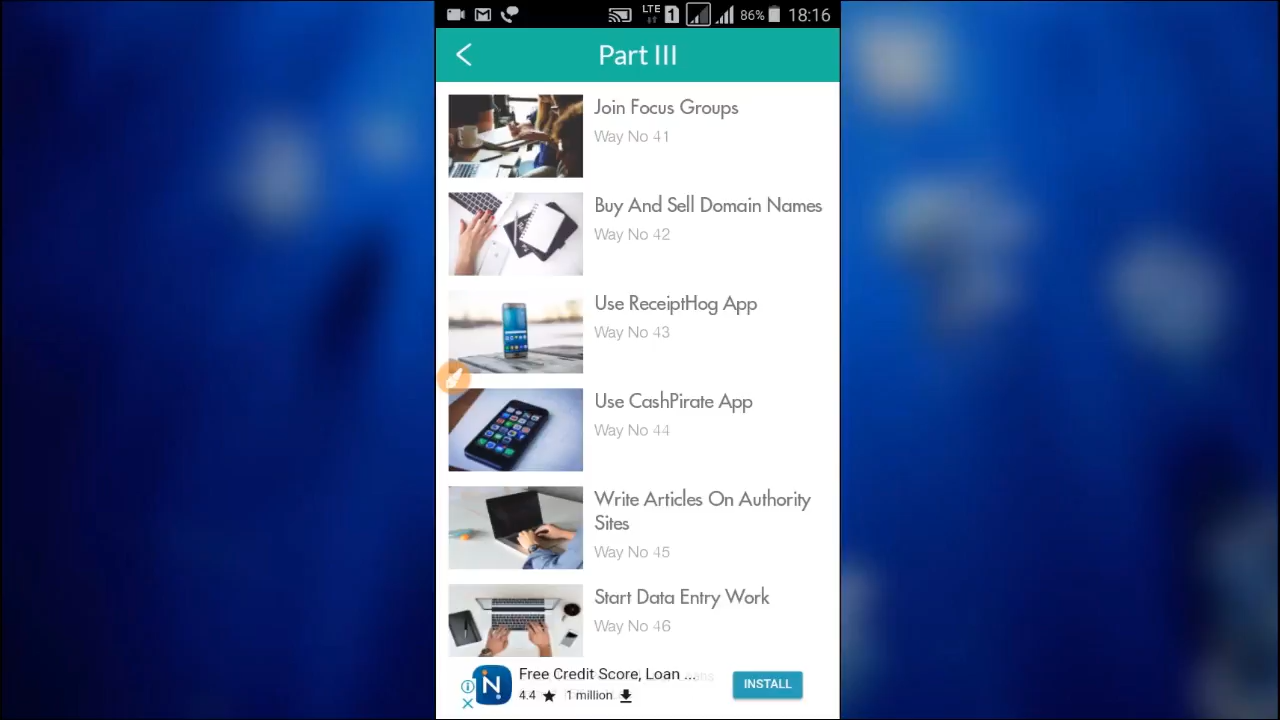 LTE 1 86% 18:16
Part III
Join Focus Groups
Way No 41
Buy And Sell Domain Names
Way No 42
Use ReceiptHog App
Way No 43
Use CashPirate App
Way No 44
Write Articles On Authority
Sites
Way No 45
Start Data Entry Work
Way No 46
Free Credit Score, Loan ...
4.4 ★ 1 million
INSTALL
N